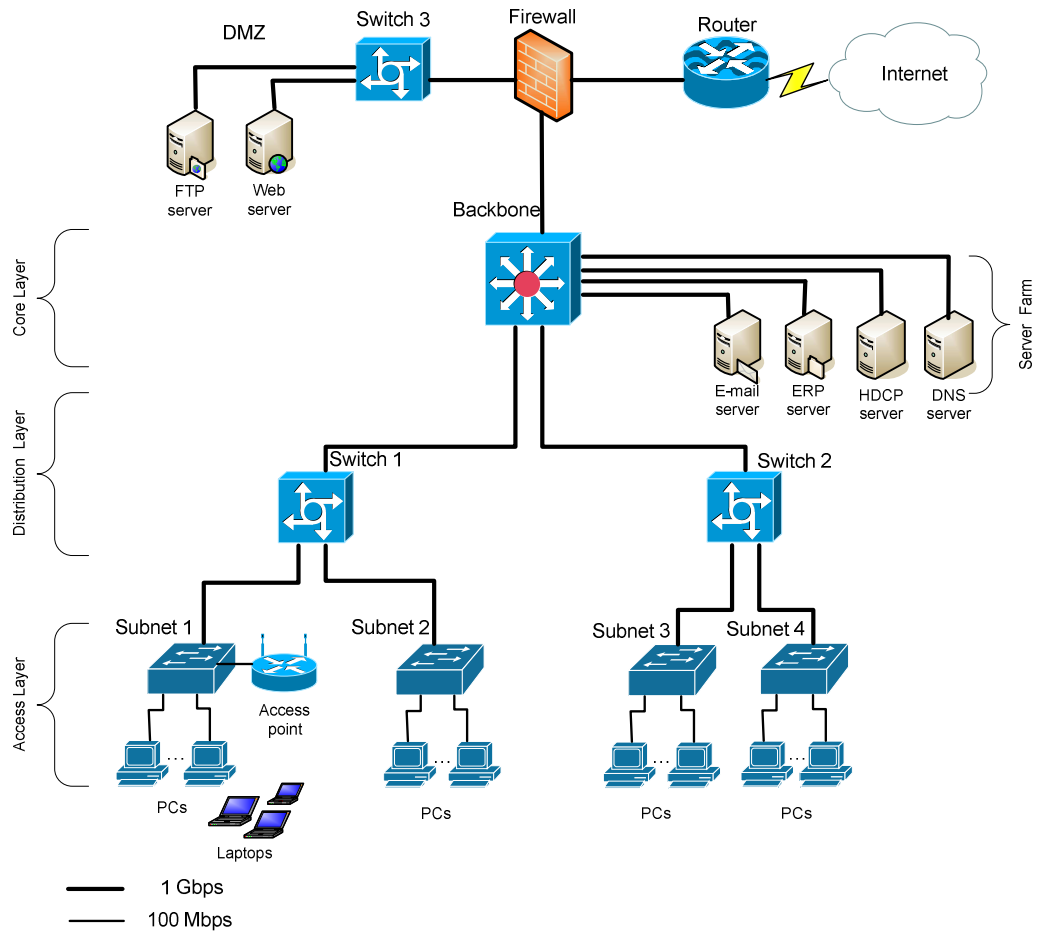 DMZ
Switch 3
Firewall
Router
Internet
FTP
server
Web
server
Backbone
Core Layer
Server Farm
E-mail
server
ERP
server
HDCP
server
DNS
server
Distribution Layer
Switch 1
Switch 2
Access Layer
Subnet 1
Subnet 2
Subnet 3
Subnet 4
Access
point
PCs
PCs
PCs
PCs
Laptops
1 Gbps
100 Mbps